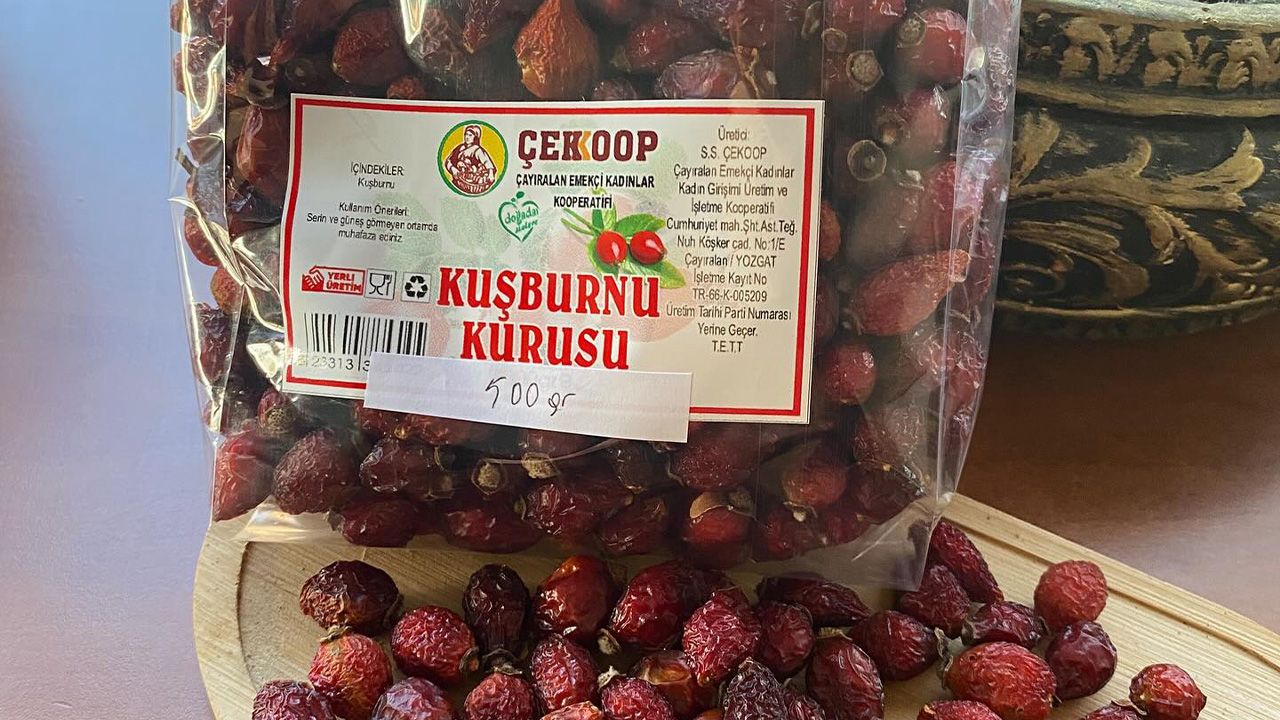 İÇİNDEKİLER
Kuşburnu
Kullanım Önerileri:
Serin ve güneş görmeyen ortamda
muhafaza ediniz.
YERLİ
ÜRETİM
ÇEKOOP
ÇAYIRALAN EMEKÇİ KADINLAR
KOOPERATİFİ
doğadan
KUŞBURNU
KURUSU
500 gr
Üretici:
S.S. ÇEKOOP
Çayıralan Emekçi Kadınlar
Kadın Girişimi Üretim ve
İşletme Kooperatifi
Cumhuriyet mah.Şht.Ast.Teğ.
Nuh Köşker cad. No:1/E
Çayıralan / YOZGAT
İşletme Kayıt No
TR-66-K-005209
Üretim Tarihi Parti Numarası
Yerine Geçer.
T.E.T.T